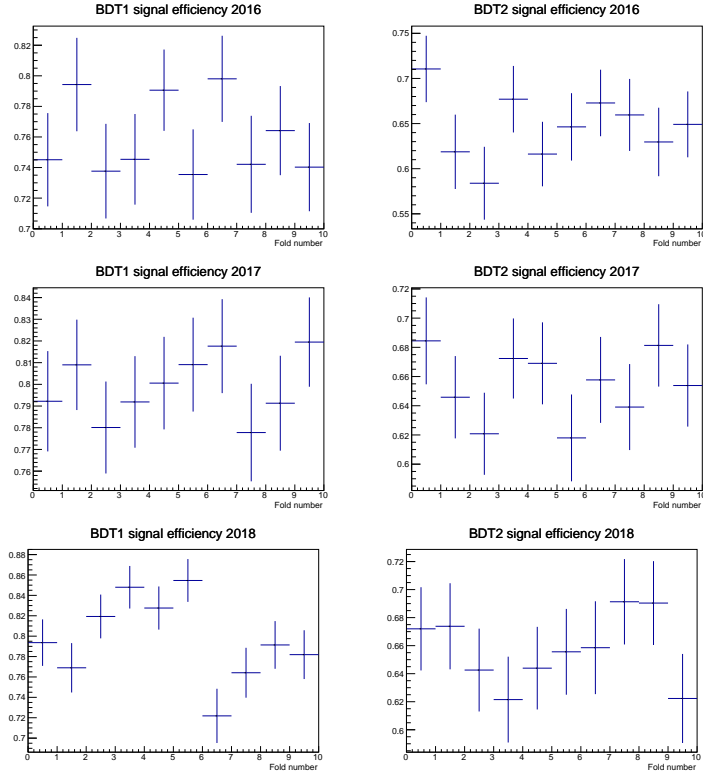 BDT1 signal efficiency 2016
0.82
0.8
0.78
0.76
0.74
0.72
0.7
0 1 2 3 4 5 6 7 8 9 10
Fold number
BDT2 signal efficiency 2016
0.75
0.7
0.65
0.6
0.55
0 1 2 3 4 5 6 7 8 9 10
Fold number
BDT1 signal efficiency 2017
0.84
0.83
0.82
0.81
0.8
0.79
0.78
0.77
0.76
0 1 2 3 4 5 6 7 8 9 10
Fold number
BDT2 signal efficiency 2017
0.72
0.7
0.68
0.66
0.64
0.62
0.6
0 1 2 3 4 5 6 7 8 9 10
Fold number
BDT1 signal efficiency 2018
0.88
0.86
0.84
0.82
0.8
0.78
0.76
0.74
0.72
0.7
0 1 2 3 4 5 6 7 8 9 10
Fold number
BDT2 signal efficiency 2018
0.72
0.7
0.68
0.66
0.64
0.62
0.6
0 1 2 3 4 5 6 7 8 9 10
Fold number